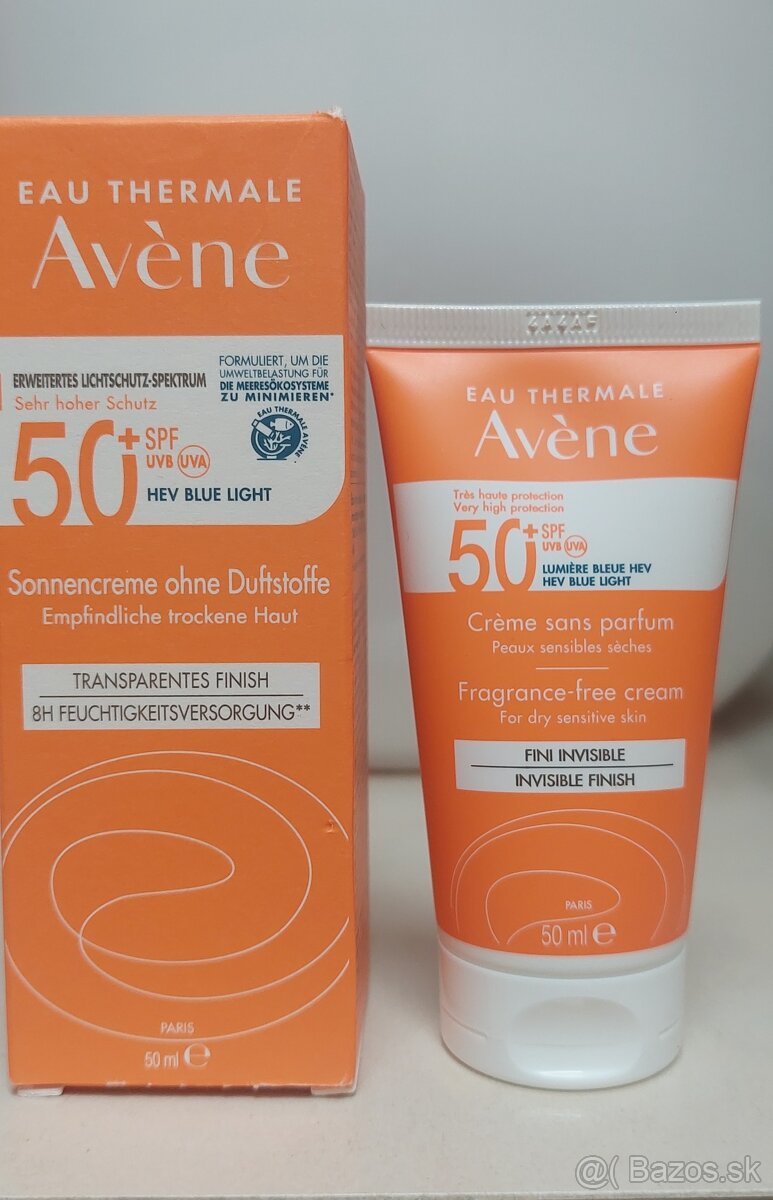 EAU THERMALE
Avène
ERWEITERTES LICHTSCHUTZ-SPEKTRUM
Sehr hoher Schutz
50+ SPF
UVB UVA
HEV BLUE LIGHT
FORMULIERT, UM DIE
UMWELTBELASTUNG FÜR
DIE MEERESÖKOSYSTEME
ZU MINIMIEREN*
EAU THERMALE AVÈNE
Sonnencreme ohne Duftstoffe
Empfindliche trockene Haut
TRANSPARENTES FINISH
8H FEUCHTIGKEITSVERSORGUNG**
PARIS
50 ml e
EAU THERMALE
Avène
Très haute protection
Very high protection
50+ SPF
UVB UVA
LUMIÈRE BLEUE HEV
HEV BLUE LIGHT
Crème sans parfum
Peaux sensibles sèches
Fragrance-free cream
For dry sensitive skin
FINI INVISIBLE
INVISIBLE FINISH
PARIS
50 ml e
@( Bazos.sk